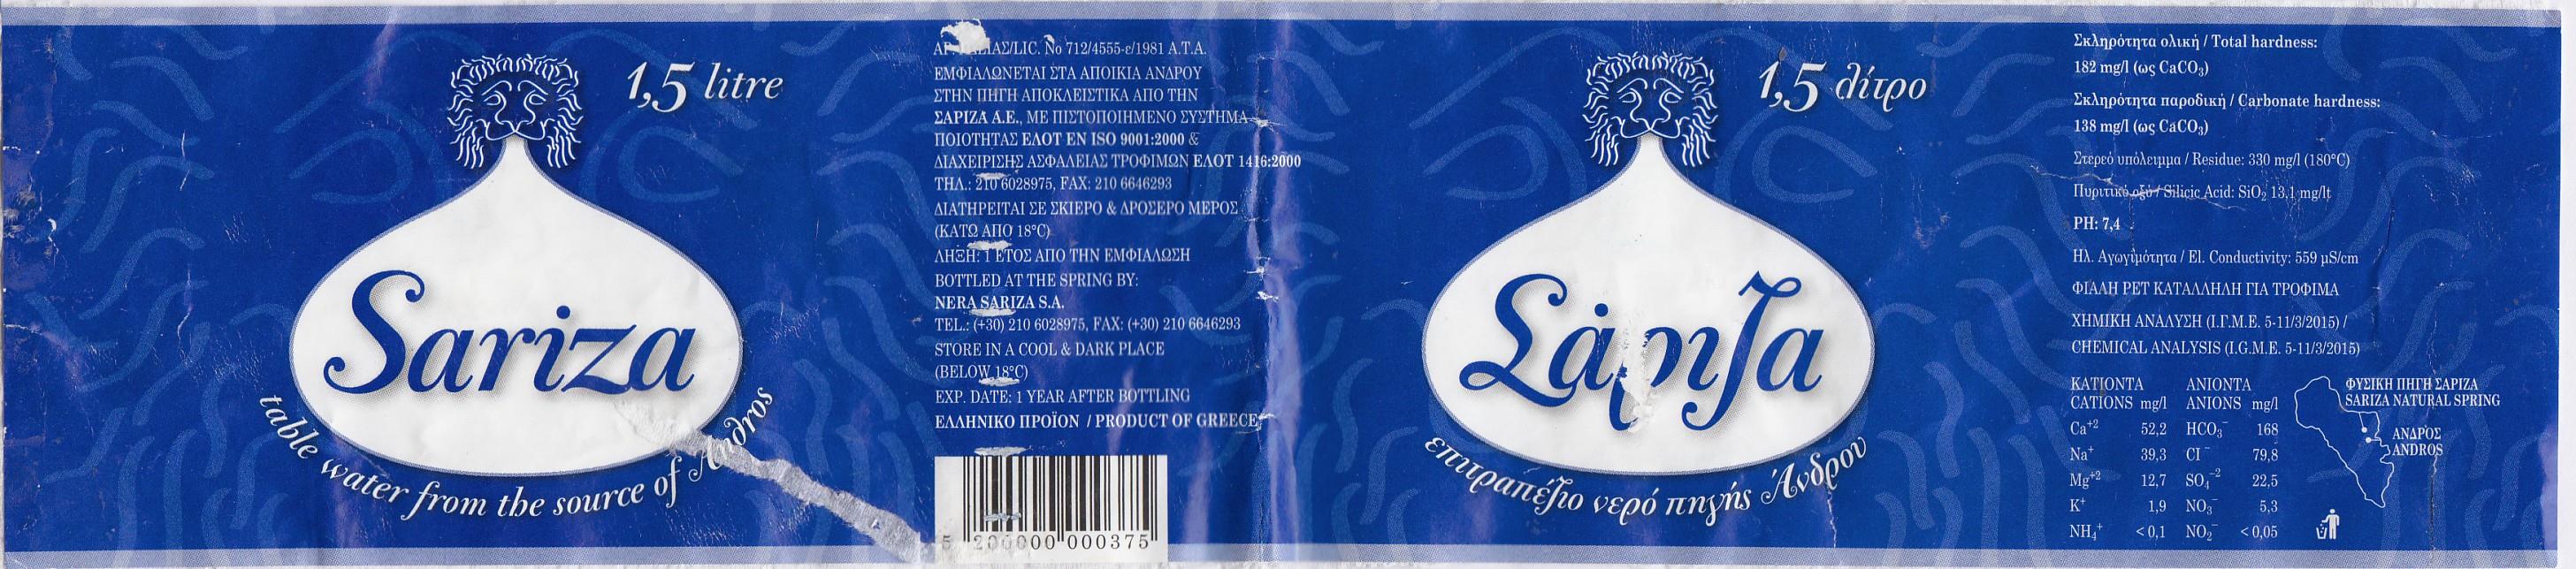 1,5 litre
Sariza
table water from the source of Andros
ΑΡ. /LIC. No 712/4555-ε/1981 Α.Τ.Α.
ΕΜΦΙΑΛΩΝΕΤΑΙ ΣΤΑ ΑΠΟΙΚΙΑ ΑΝΔΡΟΥ
ΣΤΗΝ ΠΗΓΗ ΑΠΟΚΛΕΙΣΤΙΚΑ ΑΠΟ ΤΗΝ
ΣΑΡΙΖΑ Α.Ε., ΜΕ ΠΙΣΤΟΠΟΙΗΜΕΝΟ ΣΥΣΤΗΜΑ
ΠΟΙΟΤΗΤΑΣ ΕΛΟΤ EN ISO 9001:2000 &
ΔΙΑΧΕΙΡΙΣΗΣ ΑΣΦΑΛΕΙΑΣ ΤΡΟΦΙΜΩΝ ΕΛΟΤ 1416:2000
ΤΗΛ.: 210 6028975, FAX: 210 6646293
ΔΙΑΤΗΡΕΙΤΑΙ ΣΕ ΣΚΙΕΡΟ & ΔΡΟΣΕΡΟ ΜΕΡΟΣ
(ΚΑΤΩ ΑΠΟ 18°C)
ΛΗΞΗ: 1 ΕΤΟΣ ΑΠΟ ΤΗΝ ΕΜΦΙΑΛΩΣΗ
BOTTLED AT THE SPRING BY:
NERA SARIZA S.A.
TEL.: (+30) 210 6028975, FAX: (+30) 210 6646293
STORE IN A COOL & DARK PLACE
(BELOW 18°C)
EXP. DATE: 1 YEAR AFTER BOTTLING
ΕΛΛΗΝΙΚΟ ΠΡΟΪΟΝ / PRODUCT OF GREECE
5 200000 000375
1,5 λίτρο
Σάριζα
επιτραπέζιο νερό πηγής Άνδρου
Σκληρότητα ολική / Total hardness:
182 mg/l (ως CaCO₃)
Σκληρότητα παροδική / Carbonate hardness:
138 mg/l (ως CaCO₃)
Στερεό υπόλειμμα / Residue: 330 mg/l (180°C)
Πυριτικό οξύ / Silicic Acid: SiO₂ 13,1 mg/lt
PH: 7,4
Ηλ. Αγωγιμότητα / El. Conductivity: 559 μS/cm
ΦΙΑΛΗ PET ΚΑΤΑΛΛΗΛΗ ΓΙΑ ΤΡΟΦΙΜΑ
ΧΗΜΙΚΗ ΑΝΑΛΥΣΗ (Ι.Γ.Μ.Ε. 5-11/3/2015) /
CHEMICAL ANALYSIS (I.G.M.E. 5-11/3/2015)
ΚΑΤΙΟΝΤΑ ΑΝΙΟΝΤΑ
CATIONS mg/l ANIONS mg/l
Ca⁺² 52,2 HCO₃⁻ 168
Na⁺ 39,3 Cl⁻ 79,8
Mg⁺² 12,7 SO₄⁻² 22,5
K⁺ 1,9 NO₃⁻ 5,3
NH₄⁺ < 0,1 NO₂⁻ < 0,05
ΦΥΣΙΚΗ ΠΗΓΗ ΣΑΡΙΖΑ
SARIZA NATURAL SPRING
ΑΝΔΡΟΣ
ANDROS